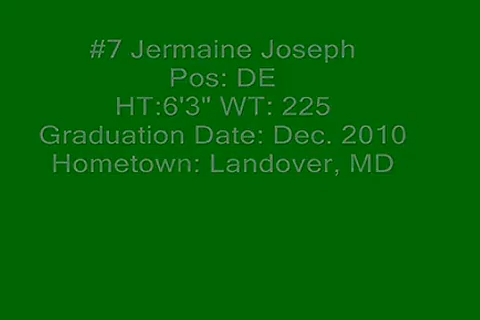 #7 Jermaine Joseph
Pos: DE
HT:6'3" WT: 225
Graduation Date: Dec. 2010
Hometown: Landover, MD